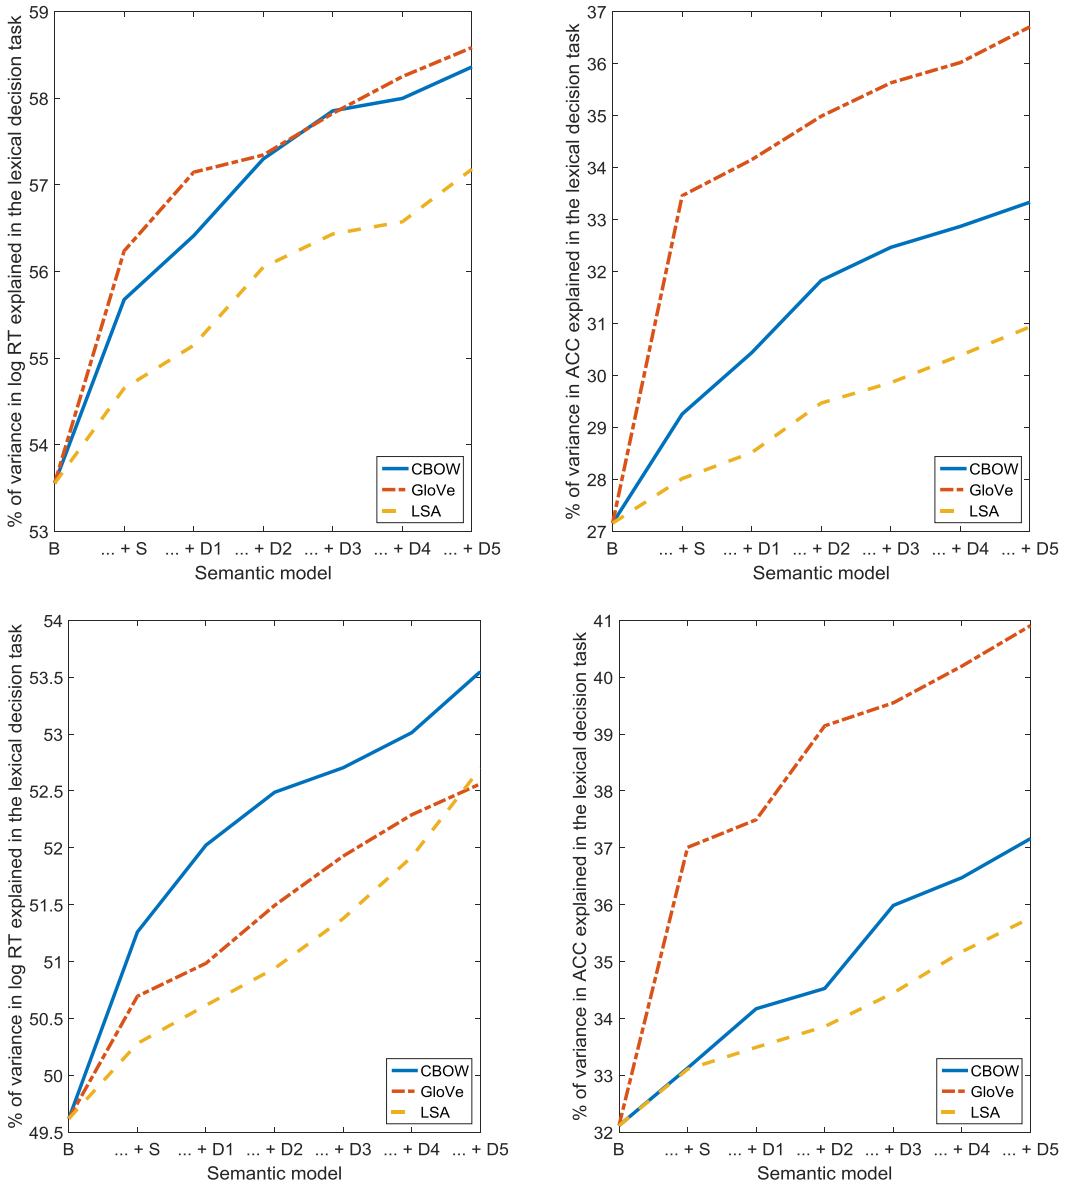 % of variance in log RT explained in the lexical decision task
59
58
57
56
55
54
53
CBOW
GloVe
LSA
B ... + S ... + D1 ... + D2 ... + D3 ... + D4 ... + D5
Semantic model
% of variance in ACC explained in the lexical decision task
37
36
35
34
33
32
31
30
29
28
27
CBOW
GloVe
LSA
B ... + S ... + D1 ... + D2 ... + D3 ... + D4 ... + D5
Semantic model
% of variance in log RT explained in the lexical decision task
54
53.5
53
52.5
52
51.5
51
50.5
50
49.5
CBOW
GloVe
LSA
B ... + S ... + D1 ... + D2 ... + D3 ... + D4 ... + D5
Semantic model
% of variance in ACC explained in the lexical decision task
41
40
39
38
37
36
35
34
33
32
CBOW
GloVe
LSA
B ... + S ... + D1 ... + D2 ... + D3 ... + D4 ... + D5
Semantic model